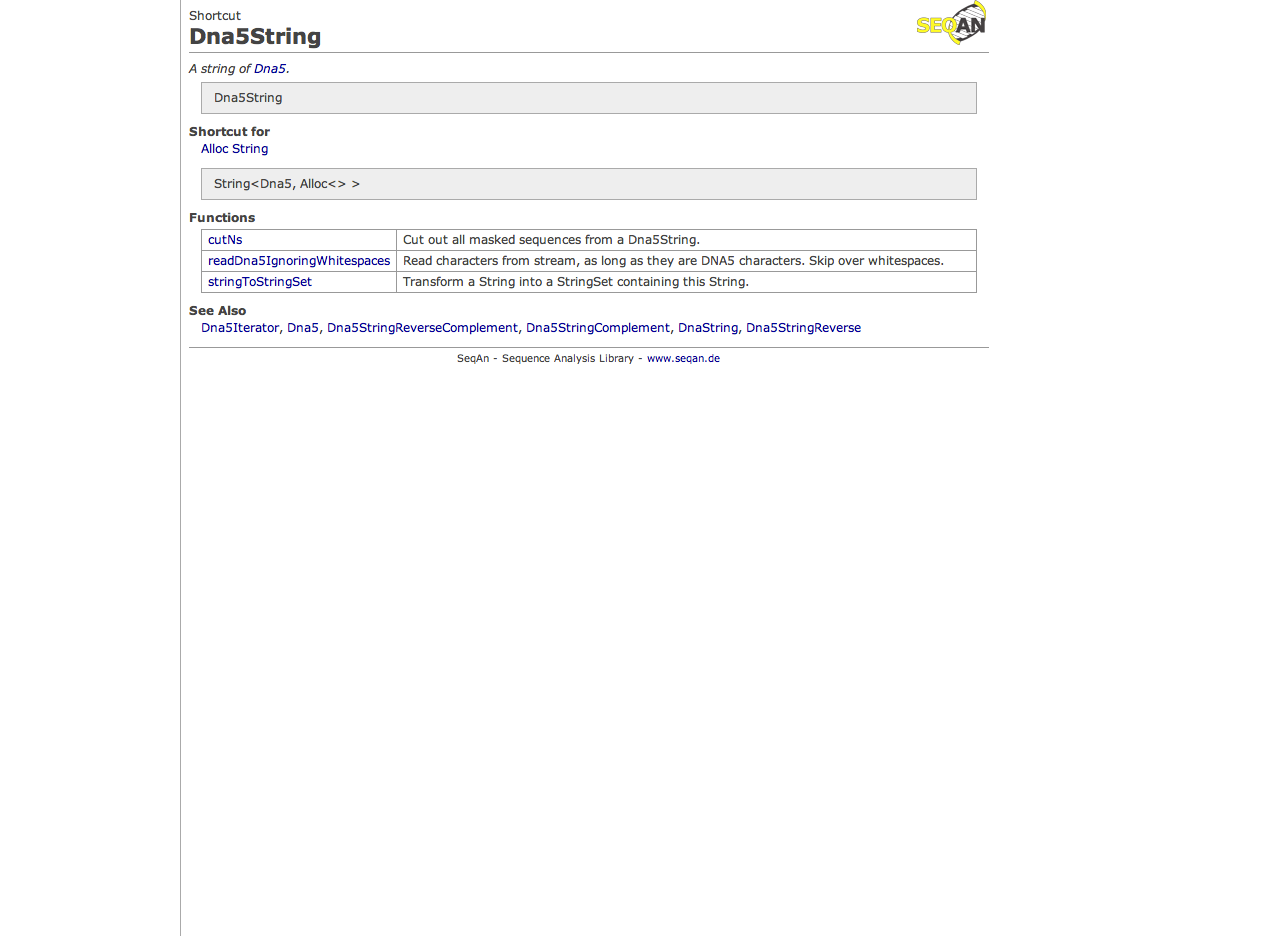 Shortcut
SEQAN
Dna5String
A string of Dna5.
Dna5String
Shortcut for
Alloc String
String<Dna5, Alloc<> >
Functions
cutNs Cut out all masked sequences from a Dna5String.
readDna5IgnoringWhitespaces Read characters from stream, as long as they are DNA5 characters. Skip over whitespaces.
stringToStringSet Transform a String into a StringSet containing this String.
See Also
Dna5Iterator, Dna5, Dna5StringReverseComplement, Dna5StringComplement, DnaString, Dna5StringReverse
SeqAn - Sequence Analysis Library - www.seqan.de